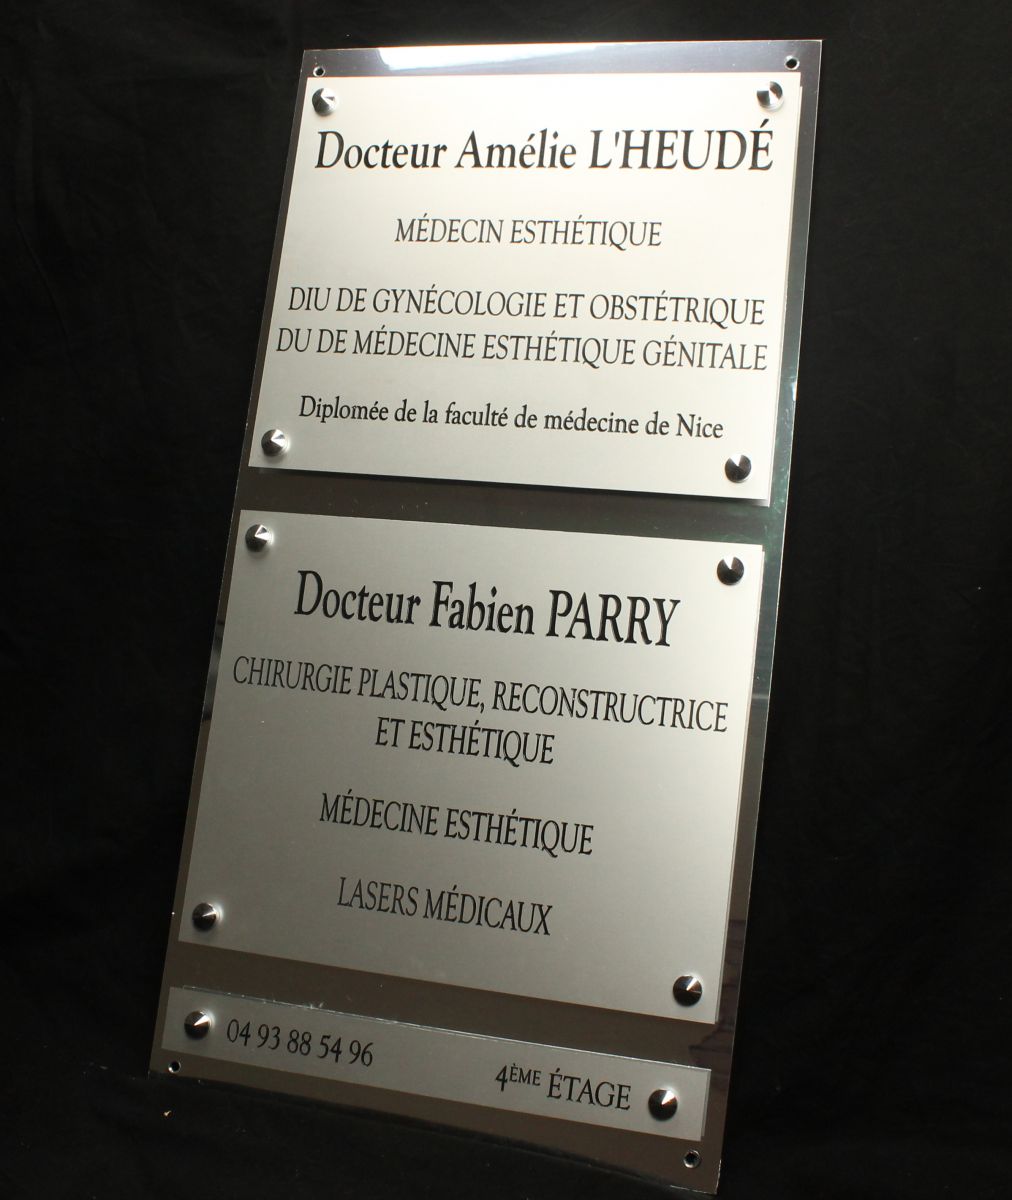 Docteur Amélie L'HEUDÉ
MÉDECIN ESTHÉTIQUE
DIU DE GYNÉCOLOGIE ET OBSTÉTRIQUE
DU DE MÉDECINE ESTHÉTIQUE GÉNITALE
Diplomée de la faculté de médecine de Nice
Docteur Fabien PARRY
CHIRURGIE PLASTIQUE, RECONSTRUCTRICE
ET ESTHÉTIQUE
MÉDECINE ESTHÉTIQUE
LASERS MÉDICAUX
04 93 88 54 96 4ÈME ÉTAGE